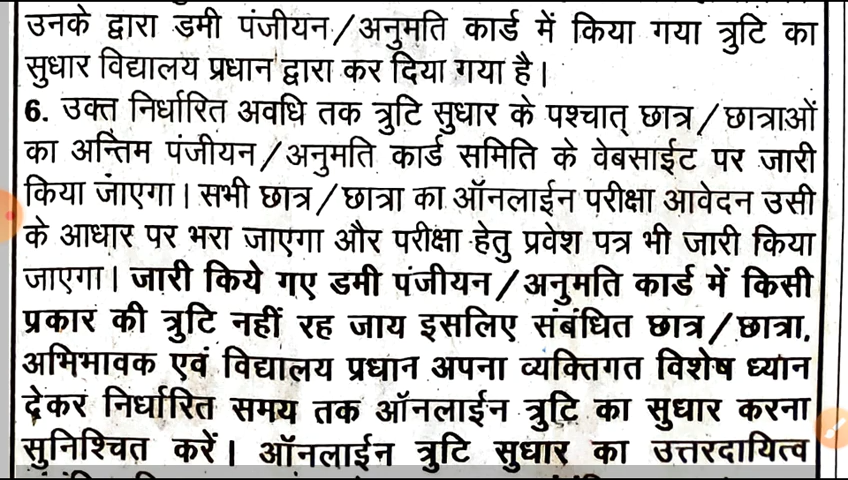 उनके द्वारा डमी पंजीयन/अनुमति कार्ड में किया गया त्रुटि का
सुधार विद्यालय प्रधान द्वारा कर दिया गया है।
6. उक्त निर्धारित अवधि तक त्रुटि सुधार के पश्चात् छात्र/छात्राओं
का अन्तिम पंजीयन/अनुमति कार्ड समिति के वेबसाईट पर जारी
किया जाएगा। सभी छात्र/छात्रा का ऑनलाईन परीक्षा आवेदन उसी
के आधार पर भरा जाएगा और परीक्षा हेतु प्रवेश पत्र भी जारी किया
जाएगा। जारी किये गए डमी पंजीयन/अनुमति कार्ड में किसी
प्रकार की त्रुटि नहीं रह जाय इसलिए संबंधित छात्र/छात्रा,
अभिभावक एवं विद्यालय प्रधान अपना व्यक्तिगत विशेष ध्यान
देकर निर्धारित समय तक ऑनलाईन त्रुटि का सुधार करना
सुनिश्चित करें। ऑनलाईन त्रुटि सुधार का उत्तरदायित्व